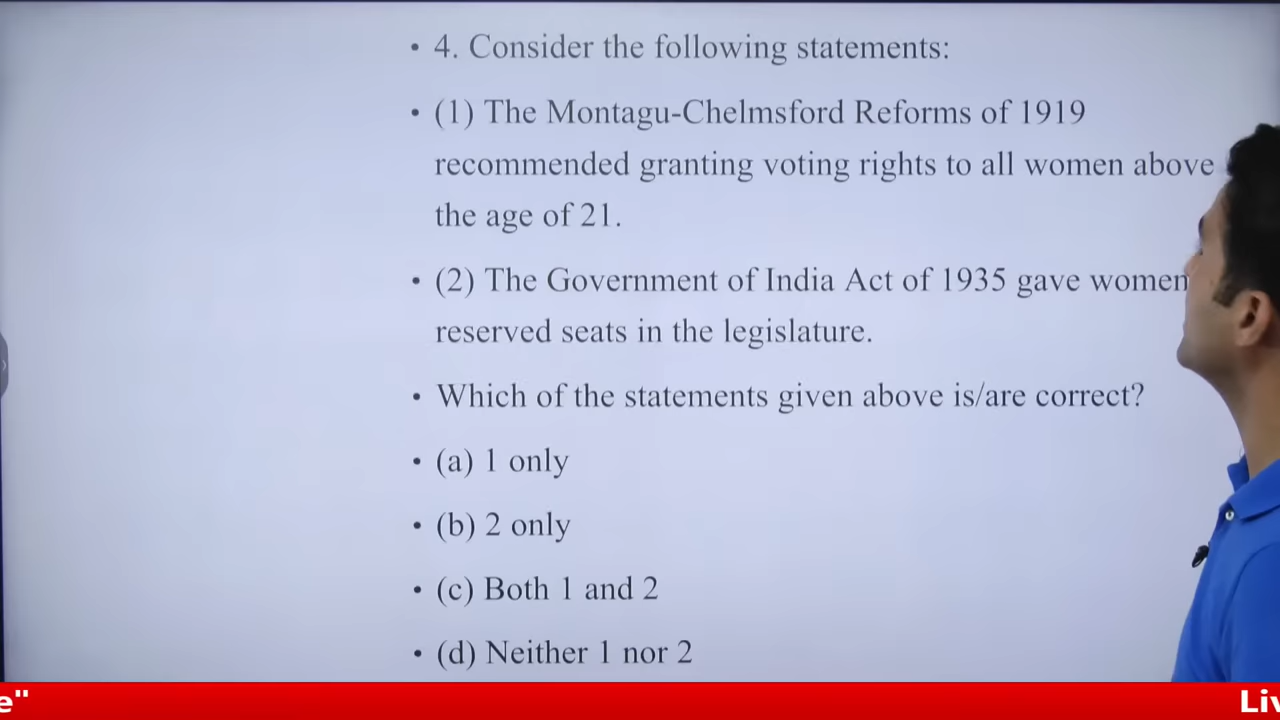 • 4. Consider the following statements:
• (1) The Montagu-Chelmsford Reforms of 1919
recommended granting voting rights to all women above
the age of 21.
• (2) The Government of India Act of 1935 gave women
reserved seats in the legislature.
• Which of the statements given above is/are correct?
• (a) 1 only
• (b) 2 only
• (c) Both 1 and 2
• (d) Neither 1 nor 2
e" Liv